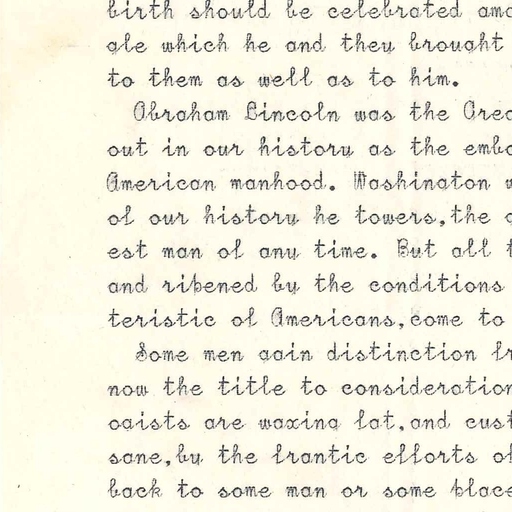 birth should be celebrated amo
ale which he and they brought
to them as well as to him.
Abraham Lincoln was the Grea
out in our history as the embo
American manhood. Washington w
of our history he towers, the g
est man of any time. But all t
and ripened by the conditions
teristic of Americans, come to
Some men gain distinction fr
now the title to consideration
ogists are waxing fat, and cust
sane, by the frantic efforts of
back to some man or some place